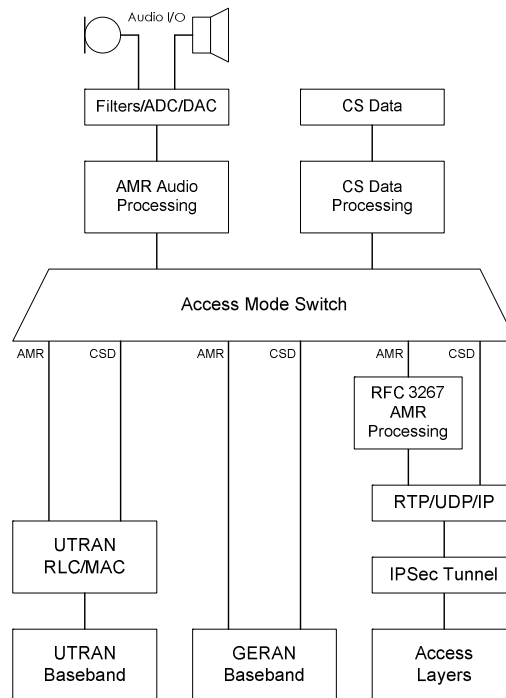 Audio I/O
Filters/ADC/DAC
CS Data
AMR Audio
Processing
CS Data
Processing
Access Mode Switch
AMR
CSD
AMR
CSD
AMR
CSD
RFC 3267
AMR
Processing
RTP/UDP/IP
UTRAN
RLC/MAC
IPSec Tunnel
UTRAN
Baseband
GERAN
Baseband
Access
Layers